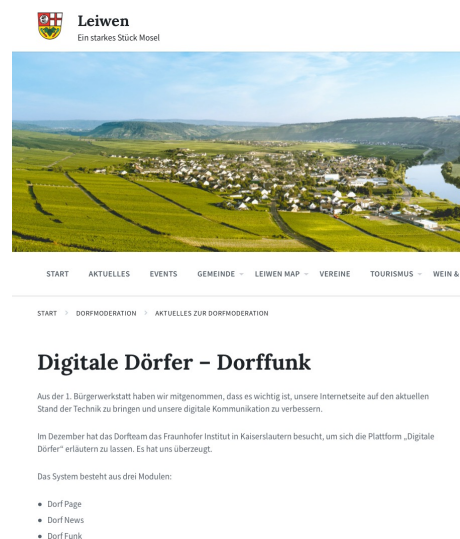 Leiwen
Ein starkes Stück Mosel
START AKTUELLES EVENTS GEMEINDE LEIWEN MAP VEREINE TOURISMUS WEIN &
START > DORFMODERATION > AKTUELLES ZUR DORFMODERATION
Digitale Dörfer – Dorffunk
Aus der 1. Bürgerwerkstatt haben wir mitgenommen, dass es wichtig ist, unsere Internetseite auf den aktuellen
Stand der Technik zu bringen und unsere digitale Kommunikation zu verbessern.
Im Dezember hat das Dorfteam das Fraunhofer Institut in Kaiserslautern besucht, um sich die Plattform „Digitale
Dörfer“ erläutern zu lassen. Es hat uns überzeugt.
Das System besteht aus drei Modulen:
• Dorf Page
• Dorf News
• Dorf Funk